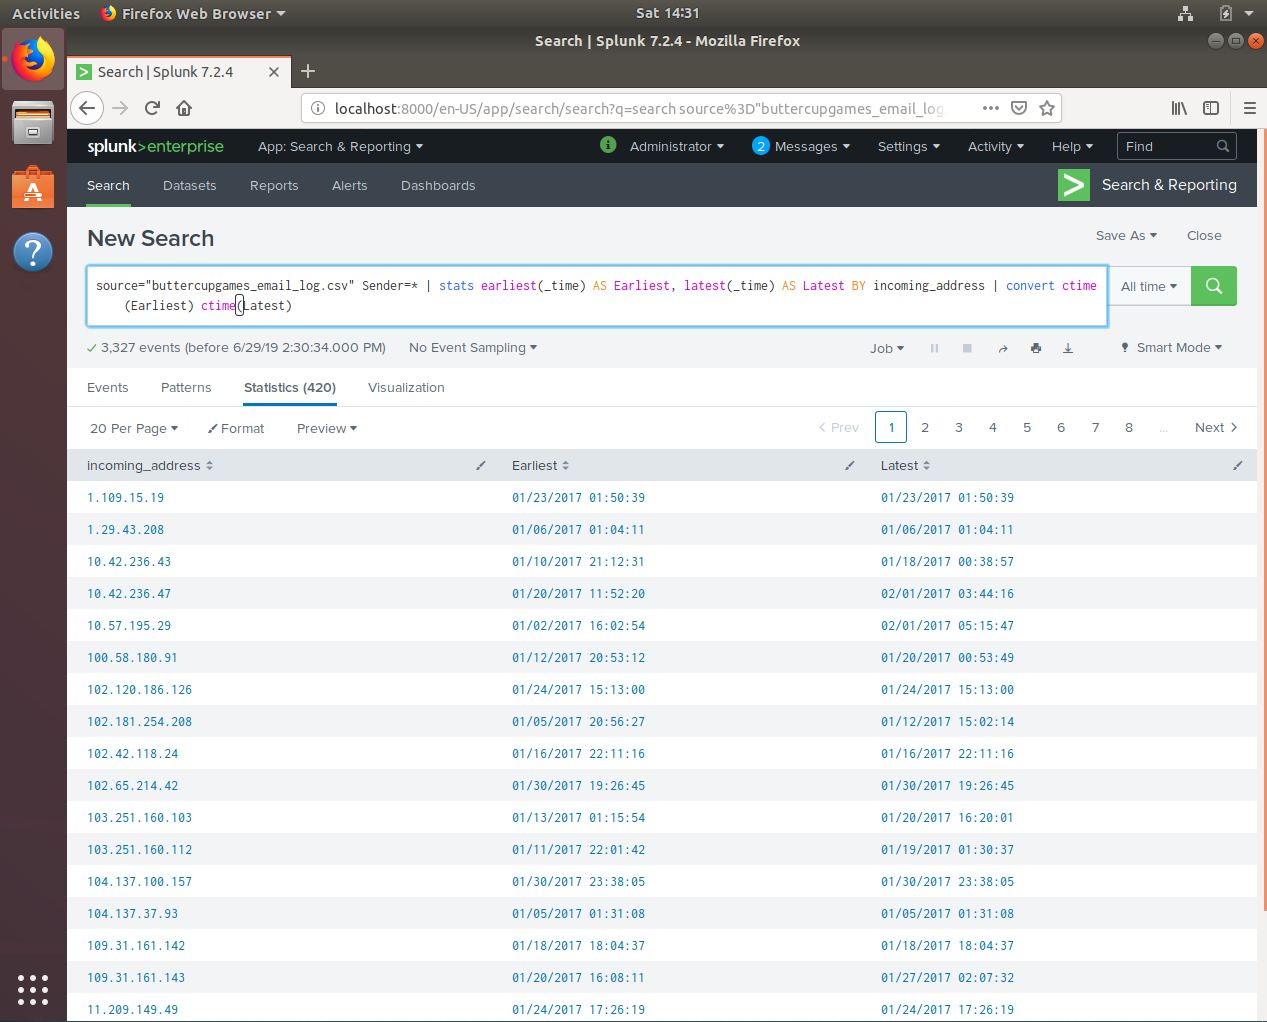 Activities Firefox Web Browser Sat 14:31
Search | Splunk 7.2.4 - Mozilla Firefox
Search | Splunk 7.2.4
localhost:8000/en-US/app/search/search?q=search source%3D"buttercupgames_email_log
splunk>enterprise App: Search & Reporting Administrator 2 Messages Settings Activity Help Find
Search Datasets Reports Alerts Dashboards Search & Reporting
New Search Save As Close
source="buttercupgames_email_log.csv" Sender=* | stats earliest(_time) AS Earliest, latest(_time) AS Latest BY incoming_address | convert ctime
(Earliest) ctime(Latest)
All time
3,327 events (before 6/29/19 2:30:34.000 PM) No Event Sampling Job Smart Mode
Events Patterns Statistics (420) Visualization
20 Per Page Format Preview < Prev 1 2 3 4 5 6 7 8 ... Next >
incoming_address Earliest Latest
1.109.15.19 01/23/2017 01:50:39 01/23/2017 01:50:39
1.29.43.208 01/06/2017 01:04:11 01/06/2017 01:04:11
10.42.236.43 01/10/2017 21:12:31 01/18/2017 00:38:57
10.42.236.47 01/20/2017 11:52:20 02/01/2017 03:44:16
10.57.195.29 01/02/2017 16:02:54 02/01/2017 05:15:47
100.58.180.91 01/12/2017 20:53:12 01/20/2017 00:53:49
102.120.186.126 01/24/2017 15:13:00 01/24/2017 15:13:00
102.181.254.208 01/05/2017 20:56:27 01/12/2017 15:02:14
102.42.118.24 01/16/2017 22:11:16 01/16/2017 22:11:16
102.65.214.42 01/30/2017 19:26:45 01/30/2017 19:26:45
103.251.160.103 01/13/2017 01:15:54 01/20/2017 16:20:01
103.251.160.112 01/11/2017 22:01:42 01/19/2017 01:30:37
104.137.100.157 01/30/2017 23:38:05 01/30/2017 23:38:05
104.137.37.93 01/05/2017 01:31:08 01/05/2017 01:31:08
109.31.161.142 01/18/2017 18:04:37 01/18/2017 18:04:37
109.31.161.143 01/20/2017 16:08:11 01/27/2017 02:07:32
11.209.149.49 01/24/2017 17:26:19 01/24/2017 17:26:19